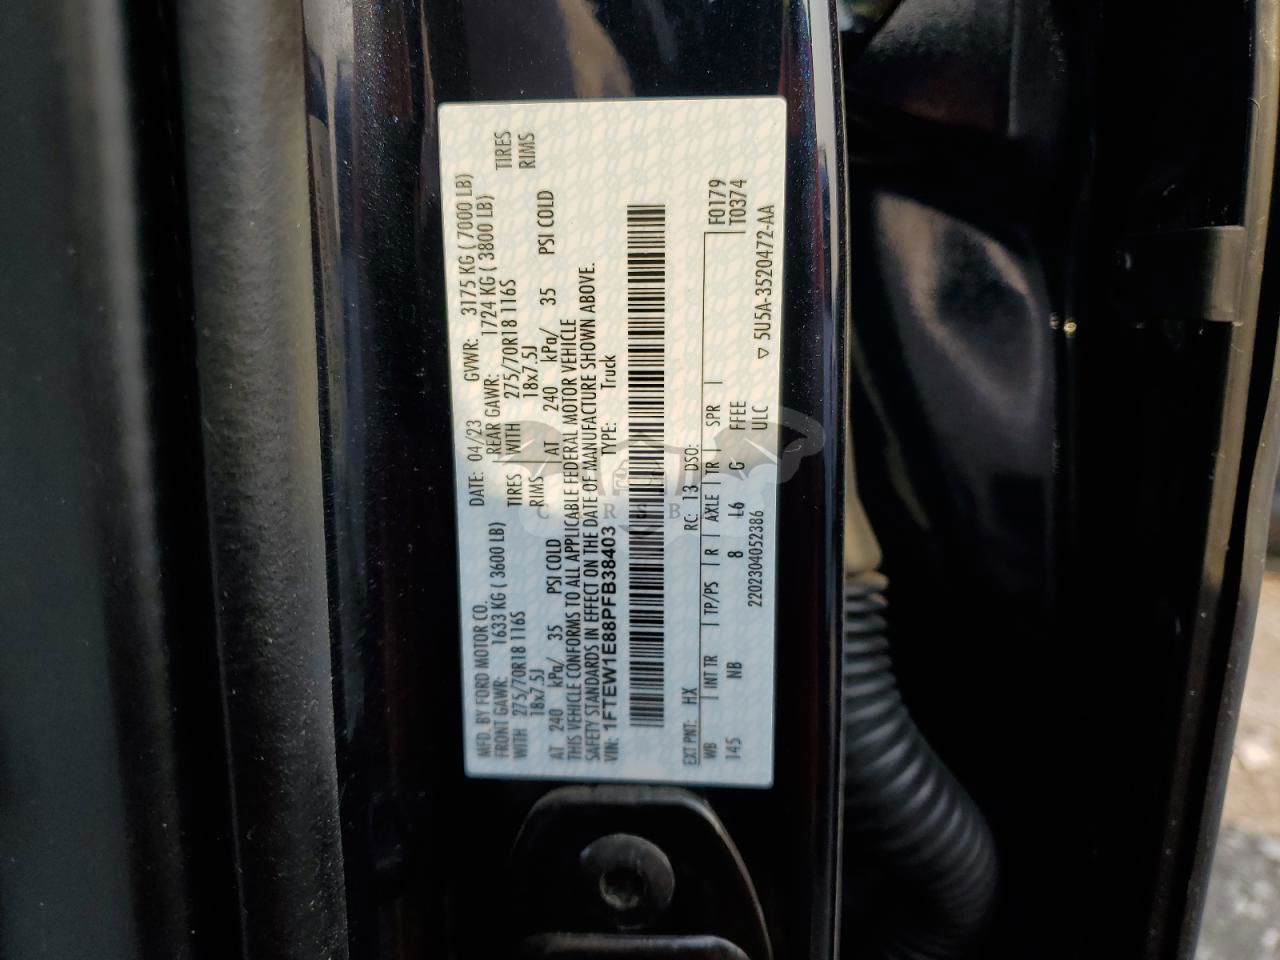 MFD. BY FORD MOTOR CO.
DATE: 04/23 GVWR: 3175 KG ( 7000 LB)
FRONT GAWR: 1633 KG ( 3600 LB) REAR GAWR: 1724 KG ( 3800 LB)
WITH 275/70R18 116S TIRES WITH 275/70R18 116S TIRES
18x7.5J RIMS 18x7.5J RIMS
AT 240 kPa/ 35 PSI COLD AT 240 kPa/ 35 PSI COLD
THIS VEHICLE CONFORMS TO ALL APPLICABLE FEDERAL MOTOR VEHICLE
SAFETY STANDARDS IN EFFECT ON THE DATE OF MANUFACTURE SHOWN ABOVE.
VIN: 1FTEW1E88PFB38403 TYPE: Truck
EXT PNT: HX RC: 13 DSO:
WB INT TR TP/PS R AXLE TR SPR F0179
145 NB 8 L6 G FFEE T0374
2202304052386 ULC ▽ 5U5A-3520472-AA